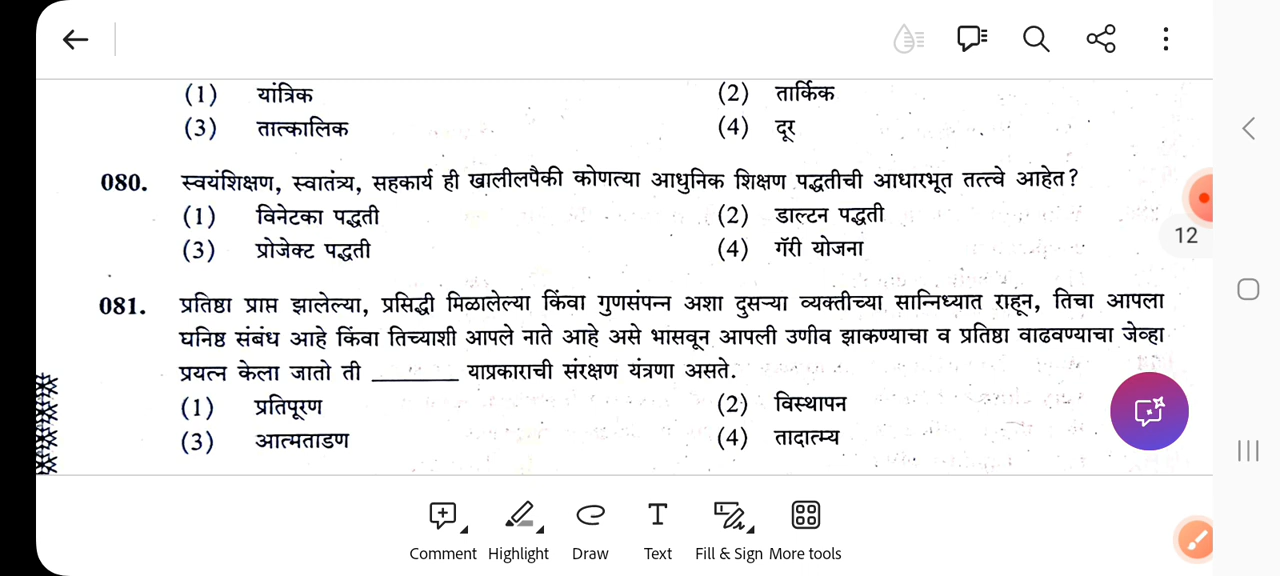 (1) यांत्रिक (2) तार्किक
(3) तात्कालिक (4) दूर
080. स्वयंशिक्षण, स्वातंत्र्य, सहकार्य ही खालीलपैकी कोणत्या आधुनिक शिक्षण पद्धतीची आधारभूत तत्त्वे आहेत?
(1) विनेटका पद्धती (2) डाल्टन पद्धती
(3) प्रोजेक्ट पद्धती (4) गॅरी योजना
12
081. प्रतिष्ठा प्राप्त झालेल्या, प्रसिद्धी मिळालेल्या किंवा गुणसंपन्न अशा दुसऱ्या व्यक्तीच्या सान्निध्यात राहून, तिचा आपला
घनिष्ठ संबंध आहे किंवा तिच्याशी आपले नाते आहे असे भासवून आपली उणीव झाकण्याचा व प्रतिष्ठा वाढवण्याचा जेव्हा
प्रयत्न केला जातो ती ________ याप्रकाराची संरक्षण यंत्रणा असते.
(1) प्रतिपूरण (2) विस्थापन
(3) आत्मताडण (4) तादात्म्य
Comment Highlight Draw Text Fill & Sign More tools